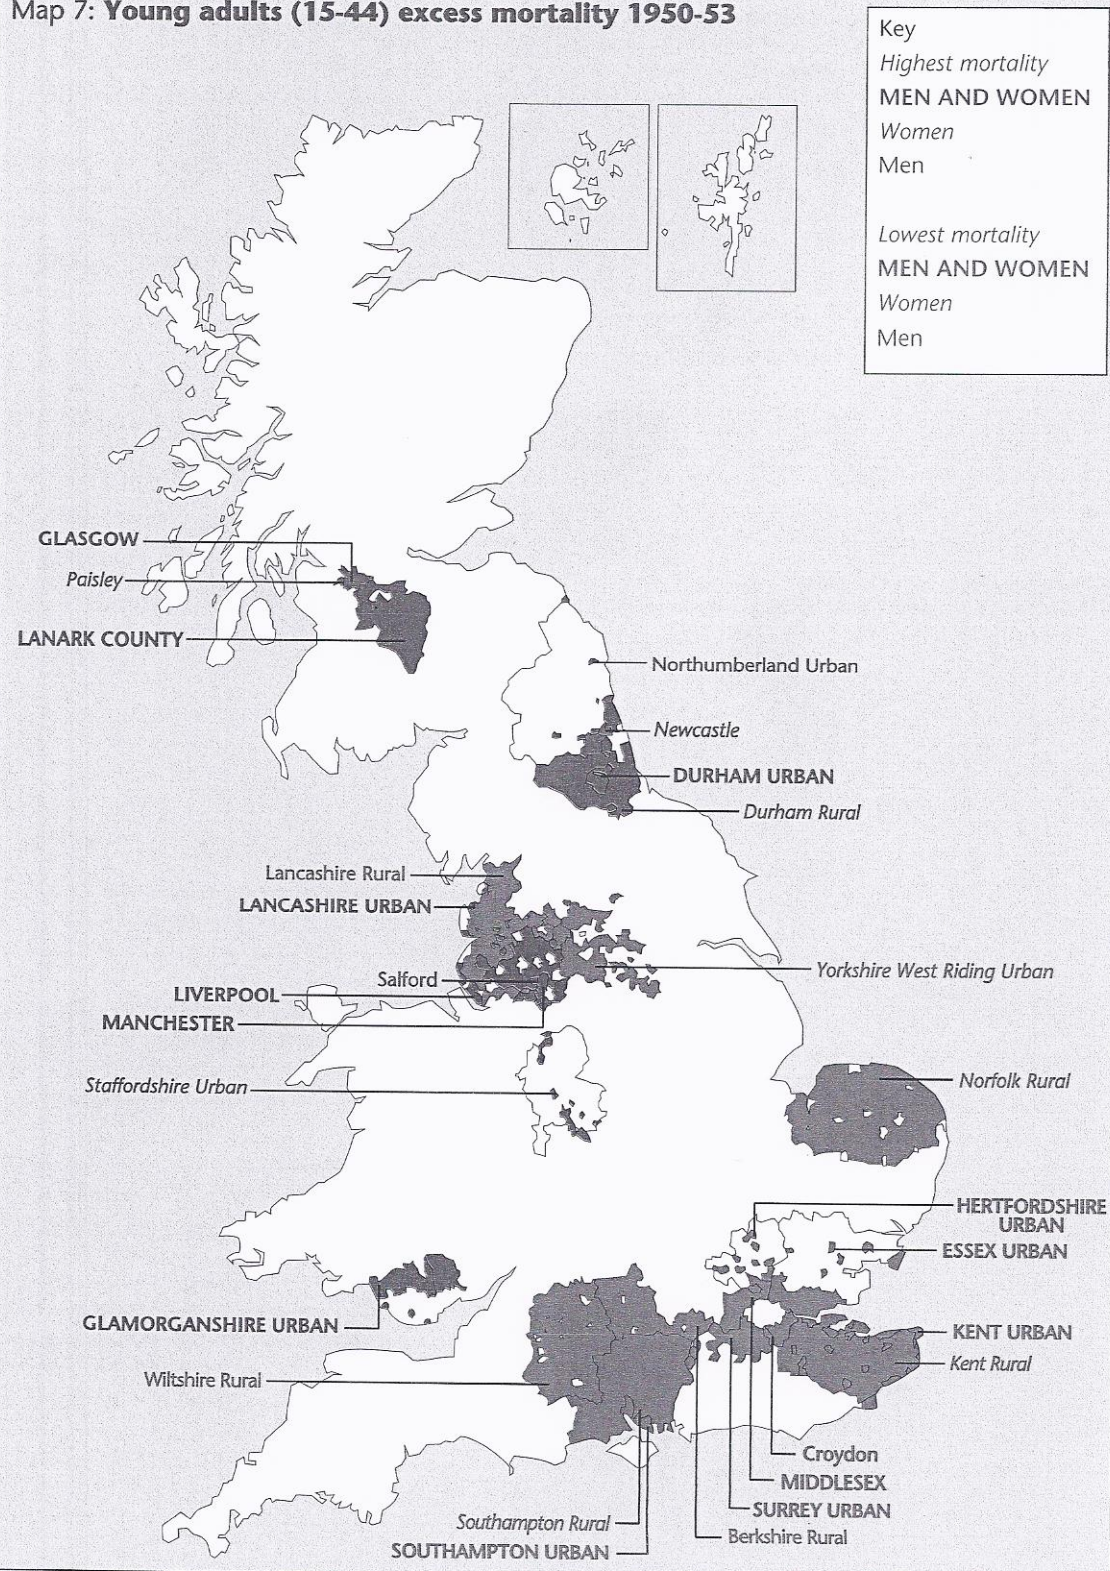 Map 7: Young adults (15-44) excess mortality 1950-53
Key
Highest mortality
MEN AND WOMEN
Women
Men
Lowest mortality
MEN AND WOMEN
Women
Men
GLASGOW
Paisley
LANARK COUNTY
Northumberland Urban
Newcastle
DURHAM URBAN
Durham Rural
Lancashire Rural
LANCASHIRE URBAN
Yorkshire West Riding Urban
Salford
LIVERPOOL
MANCHESTER
Staffordshire Urban
Norfolk Rural
HERTFORDSHIRE
URBAN
ESSEX URBAN
GLAMORGANSHIRE URBAN
KENT URBAN
Kent Rural
Wiltshire Rural
Croydon
MIDDLESEX
SURREY URBAN
Berkshire Rural
Southampton Rural
SOUTHAMPTON URBAN